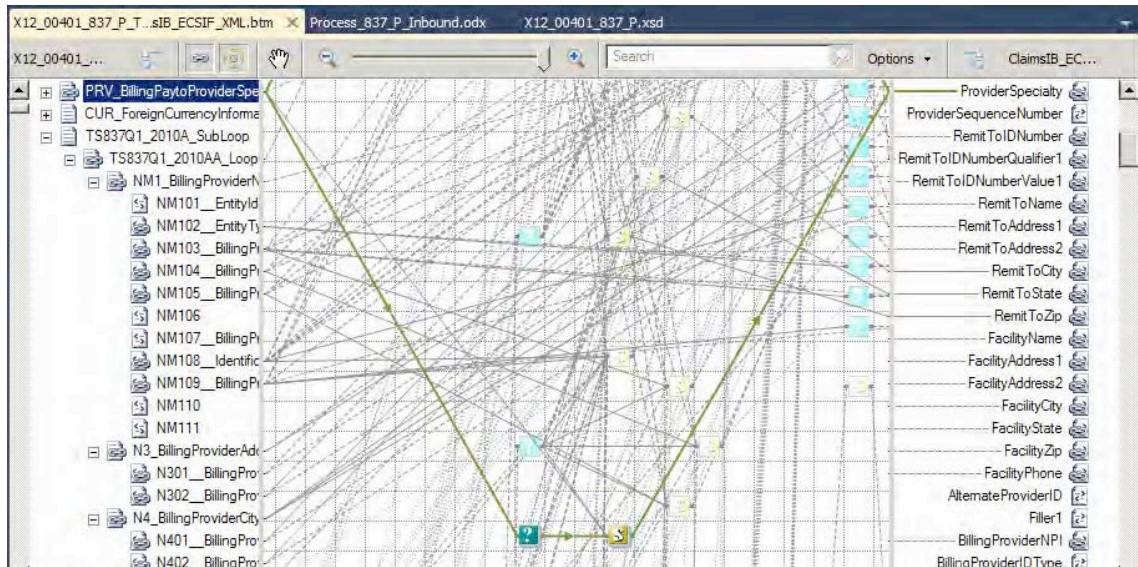 X12_00401_837_P_T...sIB_ECSIF_XML.btm
Process_837_P_Inbound.odx
X12_00401_837_P.xsd
X12_00401_...
Search
Options
ClaimsIB_EC...
PRV_BillingPaytoProviderSpe
CUR_ForeignCurrencyInforma
TS837Q1_2010A_SubLoop
TS837Q1_2010AA_Loop
NM1_BillingProviderN
NM101__EntityId
NM102__EntityTy
NM103__BillingPr
NM104__BillingPr
NM105__BillingPr
NM106
NM107__BillingPr
NM108__Identific
NM109__BillingPr
NM110
NM111
N3_BillingProviderAdd
N301__BillingPro
N302__BillingPro
N4_BillingProviderCity
N401__BillingPro
N402__BillingPro
ProviderSpecialty
ProviderSequenceNumber
RemitToIDNumber
RemitToIDNumberQualifier1
RemitToIDNumberValue1
RemitToName
RemitToAddress1
RemitToAddress2
RemitToCity
RemitToState
RemitToZip
FacilityName
FacilityAddress1
FacilityAddress2
FacilityCity
FacilityState
FacilityZip
FacilityPhone
AlternateProviderID
Filler1
BillingProviderNPI
BillingProviderIDType